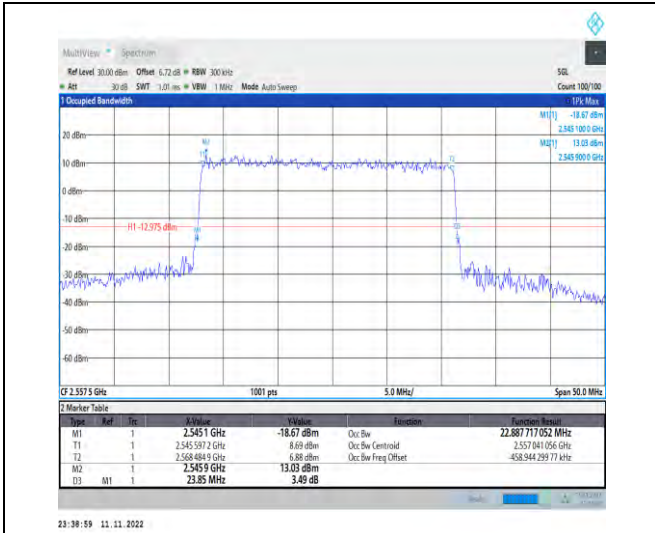 MultiView Spectrum
Ref Level 30.00 dBm Offset 6.72 dB RBW 300 kHz SGL
Att 30 dB SWT 1.01 ms VBW 1 MHz Mode Auto Sweep Count 100/100
1 Occupied Bandwidth 1Pk Max
M1[1] -18.67 dBm
2.545 100 0 GHz
M2[1] 13.03 dBm
2.545 900 0 GHz
20 dBm
M2
T2
10 dBm
0 dBm
-10 dBm
H1 -12.975 dBm
-20 dBm
-30 dBm
-40 dBm
-50 dBm
-60 dBm
CF 2.557 5 GHz 1001 pts 5.0 MHz/ Span 50.0 MHz
2 Marker Table
Type Ref Trc X-Value Y-Value Function Function Result
M1 1 2.545 1 GHz -18.67 dBm Occ Bw 22.887 717 052 MHz
T1 1 2.545 597 2 GHz 8.69 dBm Occ Bw Centroid 2.557 041 056 GHz
T2 1 2.568 484 9 GHz 6.88 dBm Occ Bw Freq Offset -458.944 299 77 kHz
M2 1 2.545 9 GHz 13.03 dBm
D3 M1 1 23.85 MHz 3.49 dB
23:38:59 11.11.2022